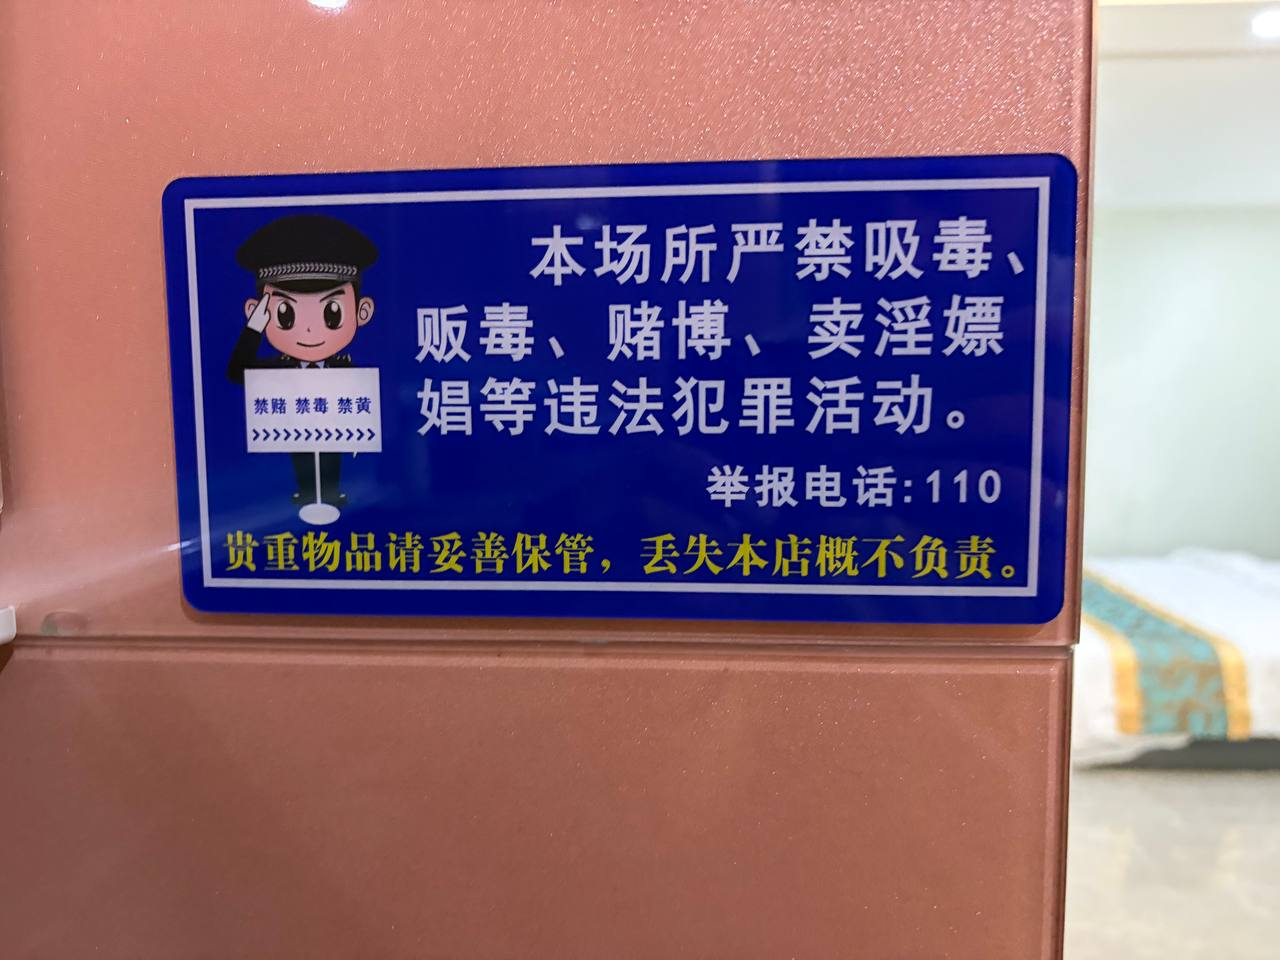 本场所严禁吸毒、
贩毒、赌博、卖淫嫖
娼等违法犯罪活动。
禁赌 禁毒 禁黄
举报电话:110
贵重物品请妥善保管，丢失本店概不负责。